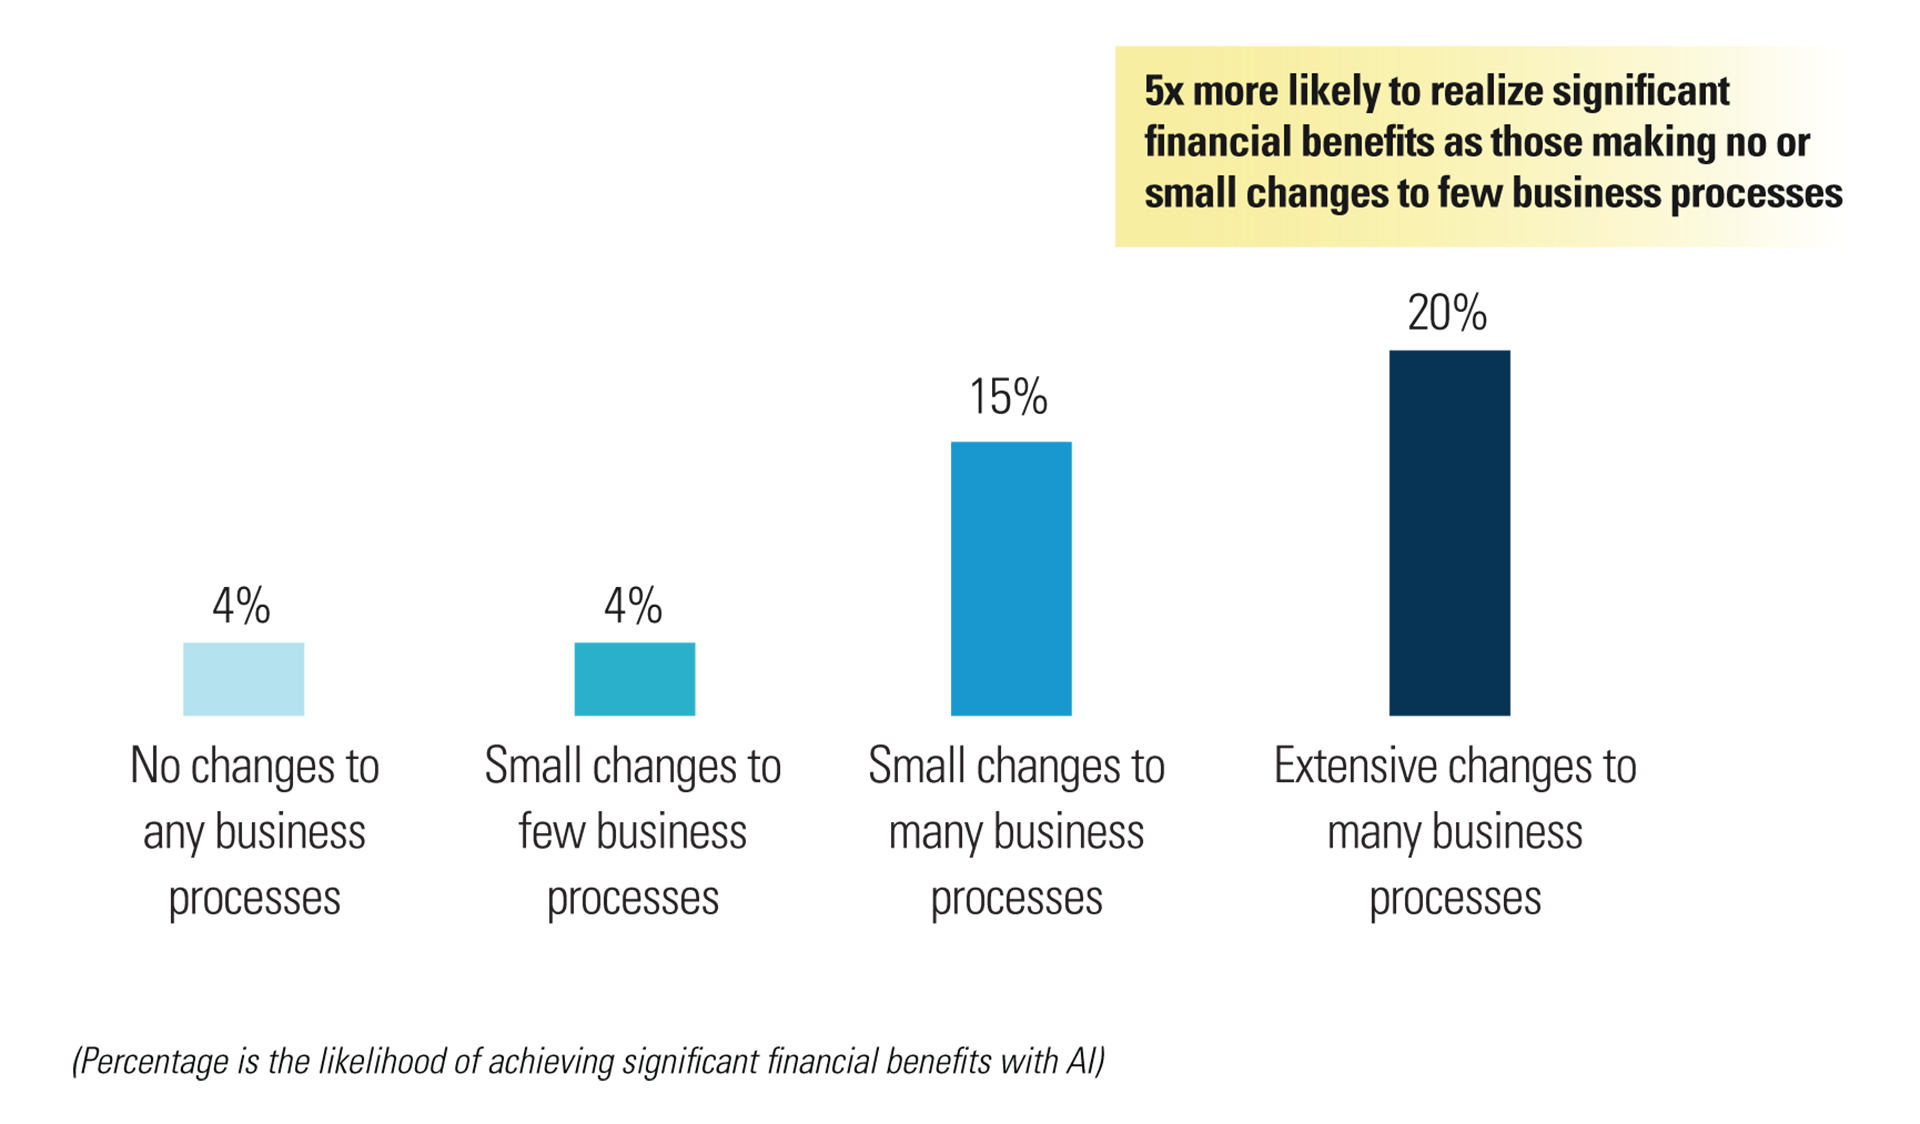 5x more likely to realize significant
financial benefits as those making no or
small changes to few business processes
20%
15%
4%
4%
No changes to
any business
processes
Small changes to
few business
processes
Small changes to
many business
processes
Extensive changes to
many business
processes
(Percentage is the likelihood of achieving significant financial benefits with AI)